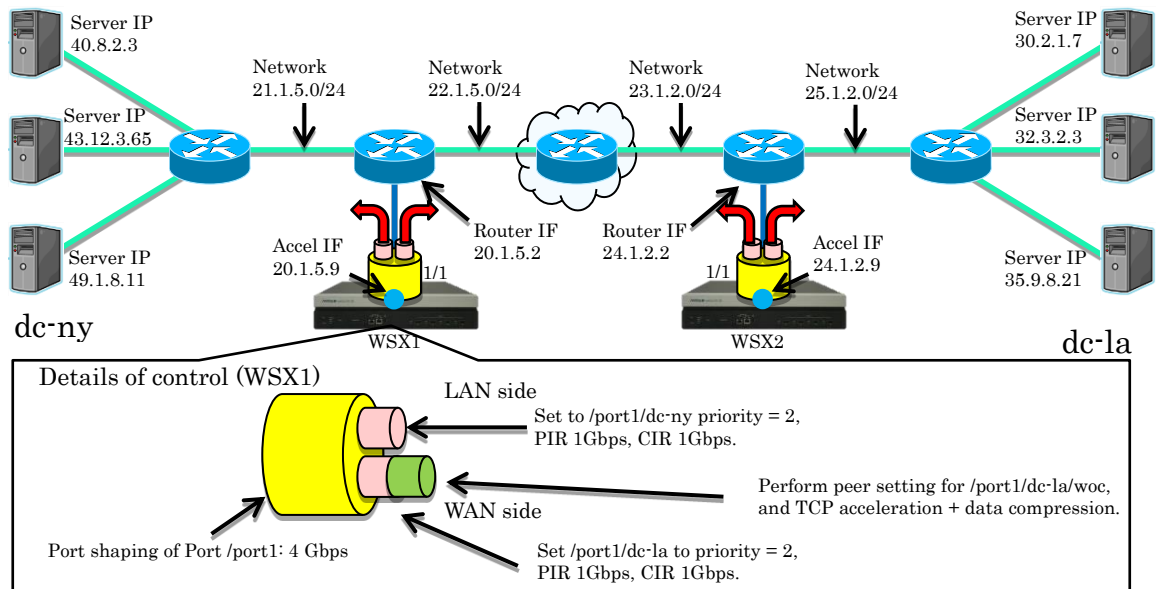 Server IP
40.8.2.3
Server IP
43.12.3.65
Server IP
49.1.8.11
Network
21.1.5.0/24
Network
22.1.5.0/24
Network
23.1.2.0/24
Network
25.1.2.0/24
Server IP
30.2.1.7
Server IP
32.3.2.3
Server IP
35.9.8.21
Router IF
20.1.5.2
Router IF
24.1.2.2
Accel IF
20.1.5.9
1/1
1/1
Accel IF
24.1.2.9
dc-ny
WSX1
WSX2
dc-la
Details of control (WSX1)
LAN side
Set to /port1/dc-ny priority = 2,
PIR 1Gbps, CIR 1Gbps.
WAN side
Perform peer setting for /port1/dc-la/woc,
and TCP acceleration + data compression.
Port shaping of Port /port1: 4 Gbps
Set /port1/dc-la to priority = 2,
PIR 1Gbps, CIR 1Gbps.